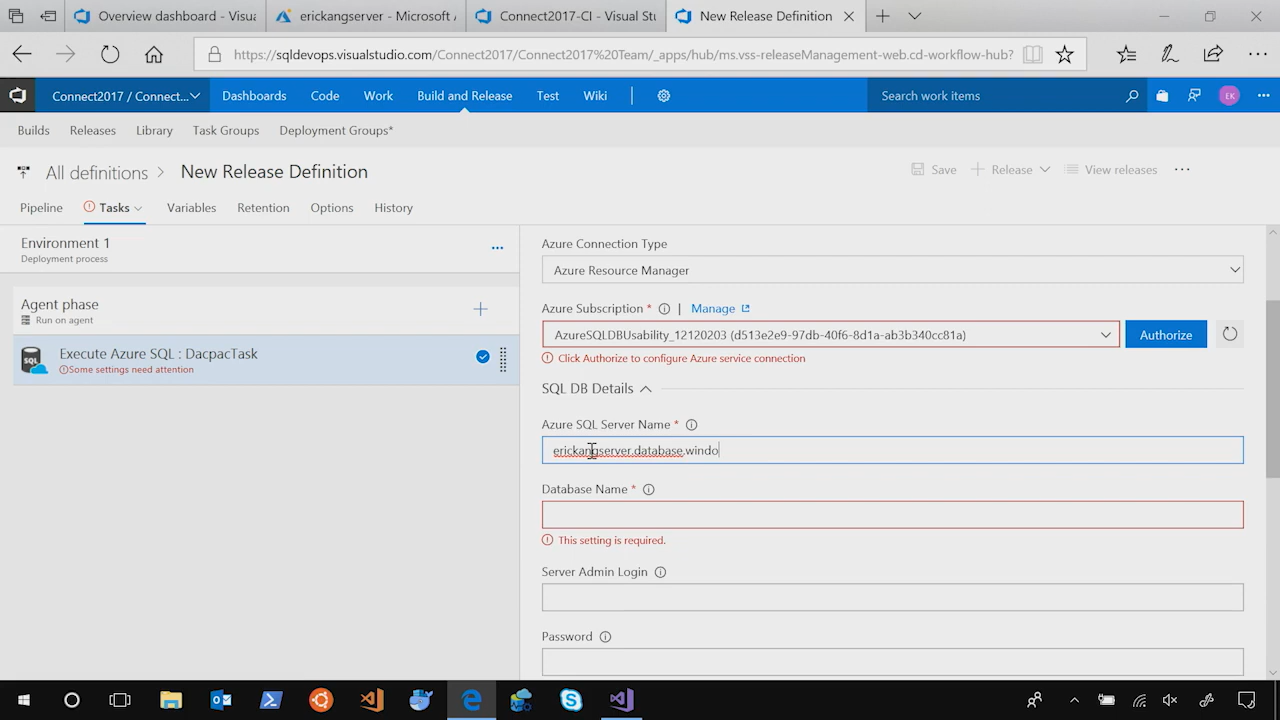 Overview dashboard - Visua
erickangserver - Microsoft A
Connect2017-CI - Visual Stu
New Release Definition
https://sqldevops.visualstudio.com/Connect2017/Connect2017%20Team/_apps/hub/ms.vss-releaseManagement-web.cd-workflow-hub?
Connect2017 / Connect...
Dashboards
Code
Work
Build and Release
Test
Wiki
Search work items
EK
Builds
Releases
Library
Task Groups
Deployment Groups*
All definitions > New Release Definition
Save
Release
View releases
Pipeline
Tasks
Variables
Retention
Options
History
Environment 1
Deployment process
Agent phase
Run on agent
SQL
Execute Azure SQL : DacpacTask
Some settings need attention
Azure Connection Type
Azure Resource Manager
Azure Subscription * | Manage
AzureSQLDBUsability_12120203 (d513e2e9-97db-40f6-8d1a-ab3b340cc81a)
Authorize
Click Authorize to configure Azure service connection
SQL DB Details
Azure SQL Server Name *
erickangserver.database.windo
Database Name *
This setting is required.
Server Admin Login
Password